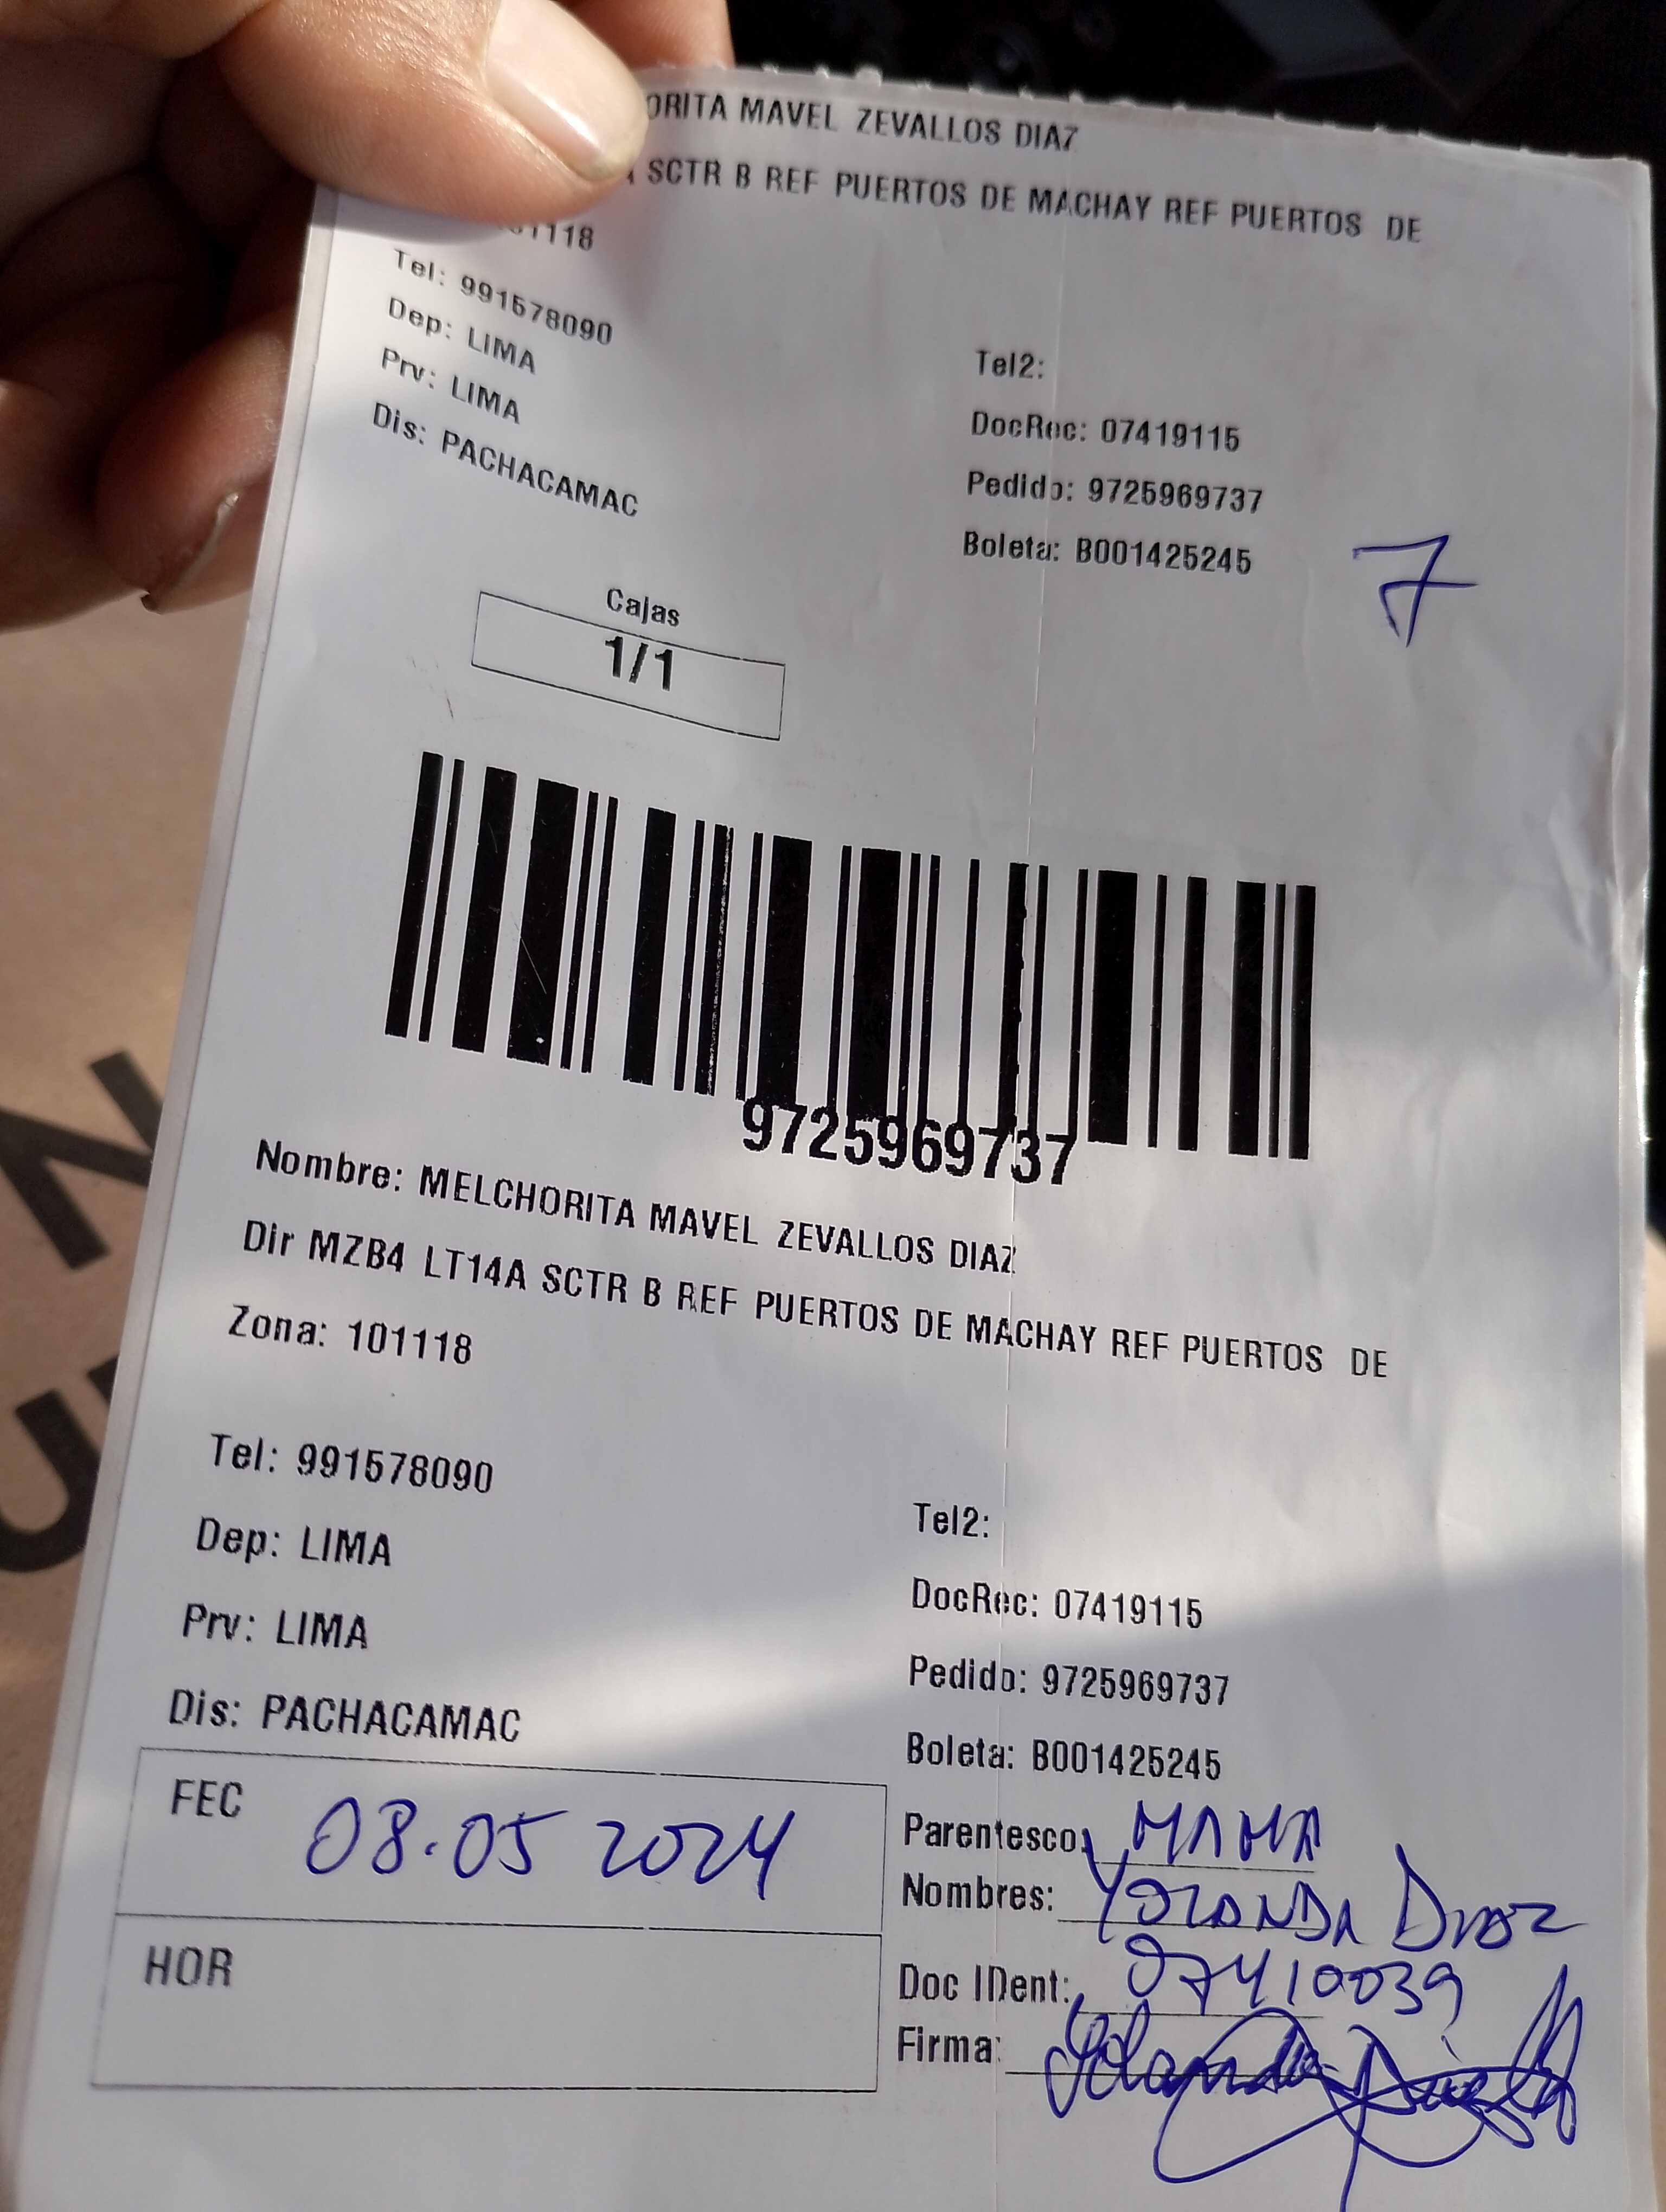 ORITA MAVEL ZEVALLOS DIAZ
SCTR B REF PUERTOS DE MACHAY REF PUERTOS DE
1118
Tel: 991578090
Dep: LIMA
Prv: LIMA
Dis: PACHACAMAC
Tel2:
DocRec: 07419115
Pedido: 9725969737
Boleta: B001425245
7
Cajas
1/1
9725969737
Nombre: MELCHORITA MAVEL ZEVALLOS DIAZ
Dir MZB4 LT14A SCTR B REF PUERTOS DE MACHAY REF PUERTOS DE
Zona: 101118
Tel: 991578090
Dep: LIMA
Prv: LIMA
Dis: PACHACAMAC
Tel2:
DocRec: 07419115
Pedido: 9725969737
Boleta: B001425245
FEC 08.05 2024
HOR
Parentesco: MAMA
Nombres: YOLANDA DIAZ
Doc IDent: 07410039
Firma: Yolanda Diaz